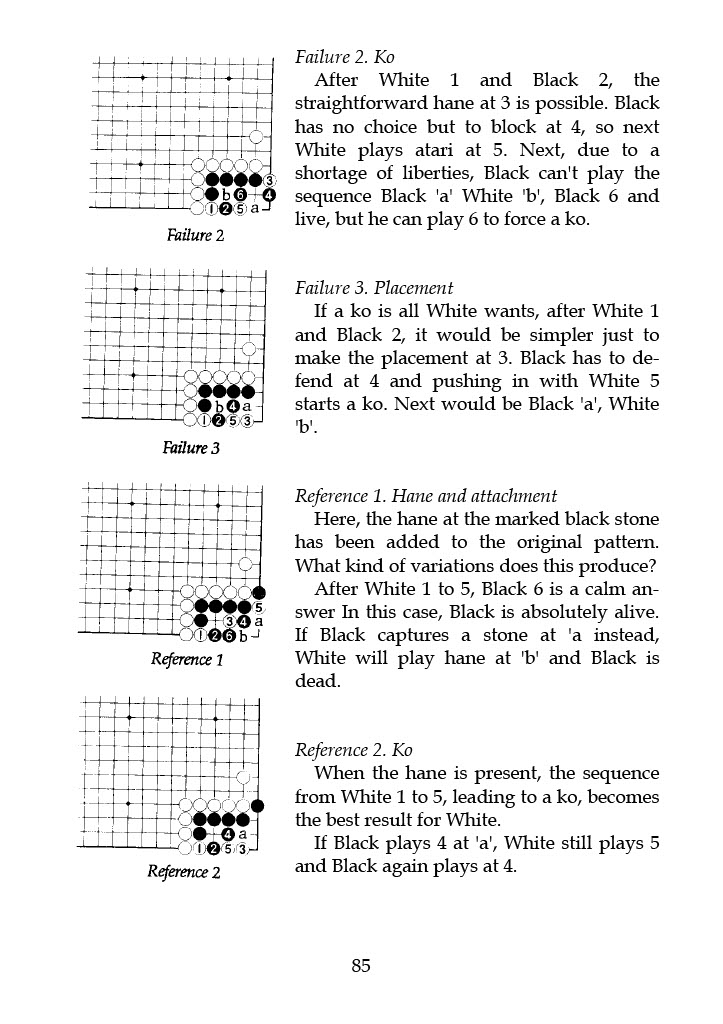 Failure 2. Ko
After White 1 and Black 2, the
straightforward hane at 3 is possible. Black
has no choice but to block at 4, so next
White plays atari at 5. Next, due to a
shortage of liberties, Black can't play the
sequence Black 'a' White 'b', Black 6 and
live, but he can play 6 to force a ko.
3
b 6 4
1 2 5 a
Failure 2
Failure 3. Placement
If a ko is all White wants, after White 1
and Black 2, it would be simpler just to
make the placement at 3. Black has to de-
fend at 4 and pushing in with White 5
starts a ko. Next would be Black 'a', White
'b'.
b 4 a
1 2 5 3
Failure 3
Reference 1. Hane and attachment
Here, the hane at the marked black stone
has been added to the original pattern.
What kind of variations does this produce?
After White 1 to 5, Black 6 is a calm an-
swer In this case, Black is absolutely alive.
If Black captures a stone at 'a instead,
White will play hane at 'b' and Black is
dead.
5
3 4 a
1 2 6 b
Reference 1
Reference 2. Ko
When the hane is present, the sequence
from White 1 to 5, leading to a ko, becomes
the best result for White.
If Black plays 4 at 'a', White still plays 5
and Black again plays at 4.
4 a
1 2 5 3
Reference 2
85